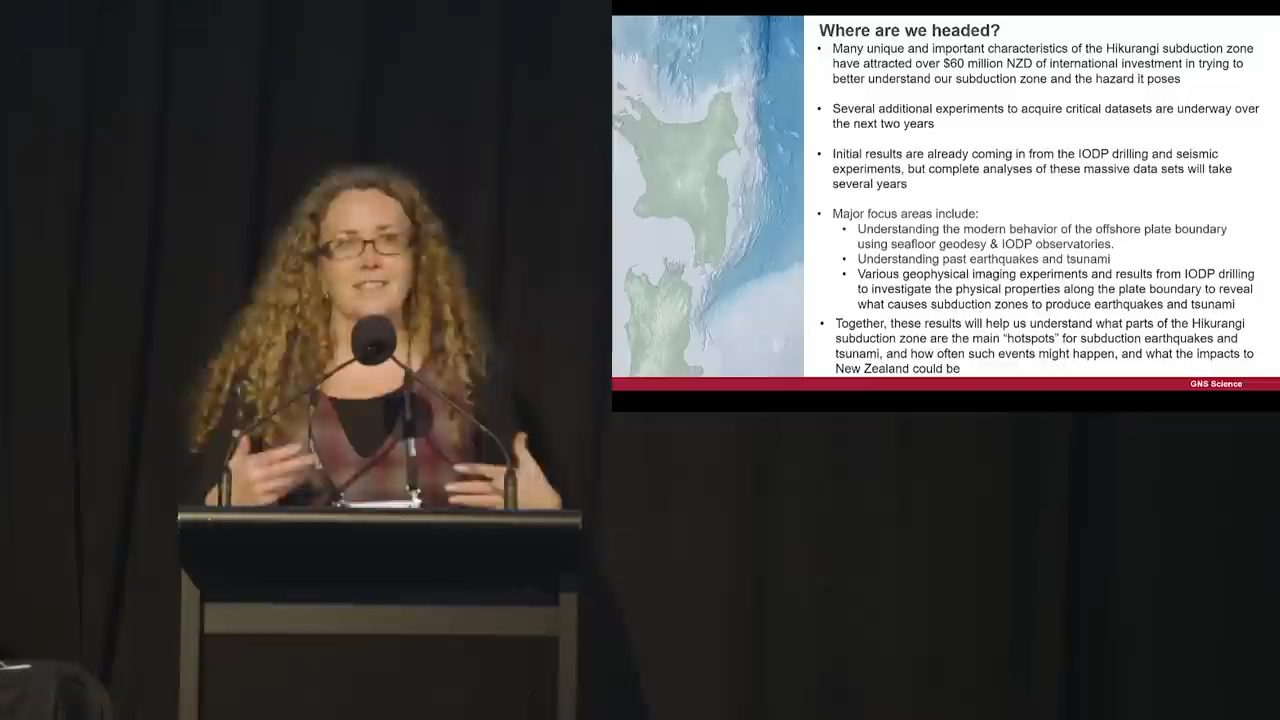 Where are we headed?
• Many unique and important characteristics of the Hikurangi subduction zone
have attracted over $60 million NZD of international investment in trying to
better understand our subduction zone and the hazard it poses
• Several additional experiments to acquire critical datasets are underway over
the next two years
• Initial results are already coming in from the IODP drilling and seismic
experiments, but complete analyses of these massive data sets will take
several years
• Major focus areas include:
• Understanding the modern behavior of the offshore plate boundary
using seafloor geodesy & IODP observatories.
• Understanding past earthquakes and tsunami
• Various geophysical imaging experiments and results from IODP drilling
to investigate the physical properties along the plate boundary to reveal
what causes subduction zones to produce earthquakes and tsunami
• Together, these results will help us understand what parts of the Hikurangi
subduction zone are the main “hotspots” for subduction earthquakes and
tsunami, and how often such events might happen, and what the impacts to
New Zealand could be
GNS Science